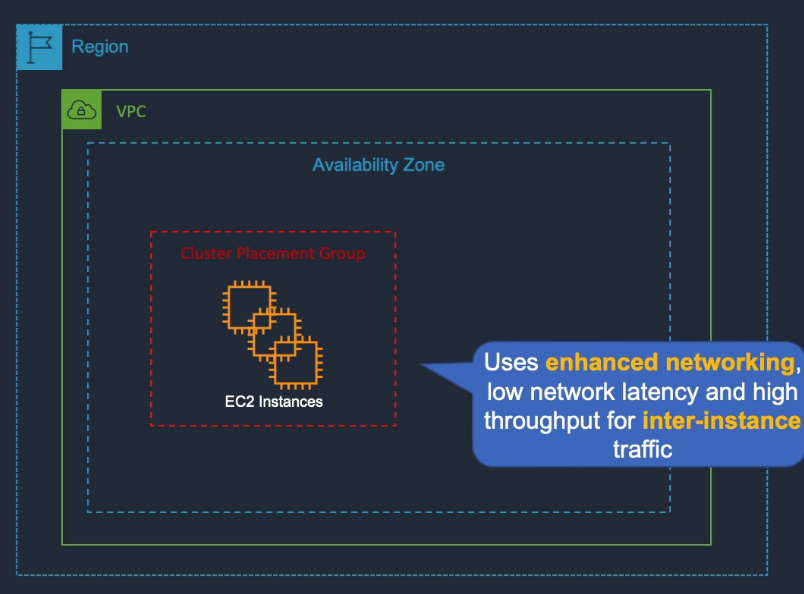 Region
VPC
Availability Zone
Cluster Placement Group
EC2 Instances
Uses enhanced networking,
low network latency and high
throughput for inter-instance
traffic